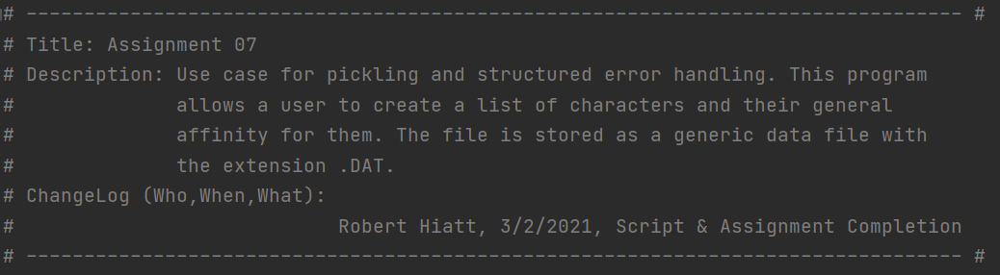 # --------------------------------------------------------------------------------- #
# Title: Assignment 07
# Description: Use case for pickling and structured error handling. This program
#              allows a user to create a list of characters and their general
#              affinity for them. The file is stored as a generic data file with
#              the extension .DAT.
# ChangeLog (Who,When,What):
#                            Robert Hiatt, 3/2/2021, Script & Assignment Completion
# --------------------------------------------------------------------------------- #